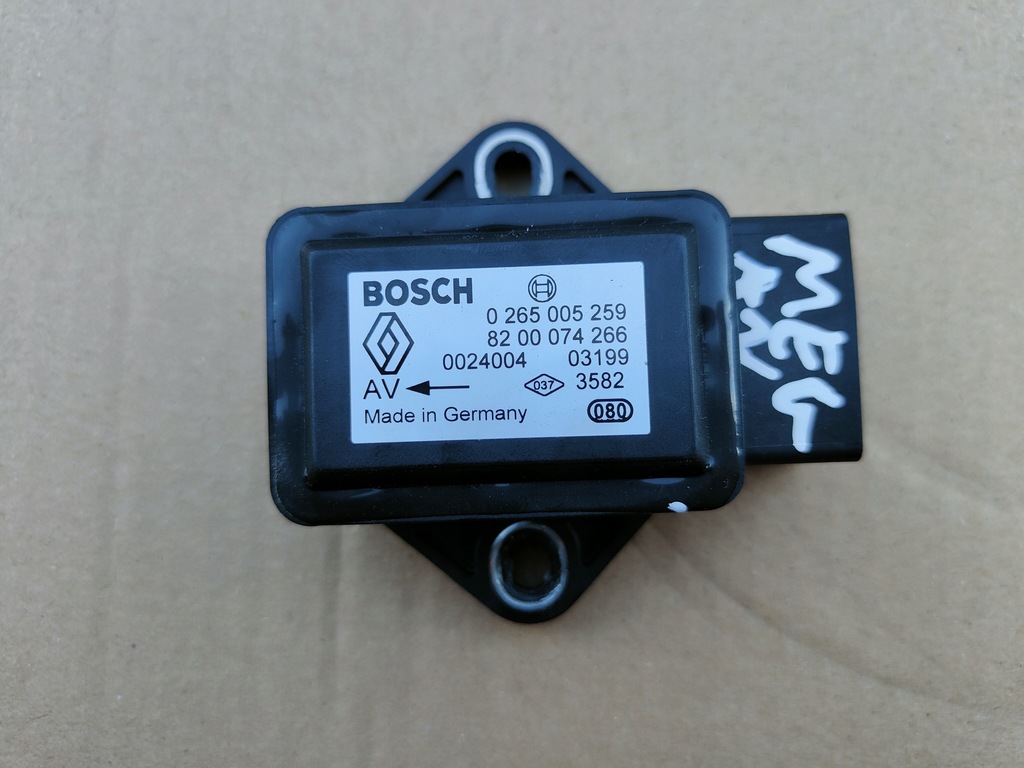 BOSCH
0 265 005 259
82 00 074 266
0024004 03199
AV 037 3582
Made in Germany 080
MEG